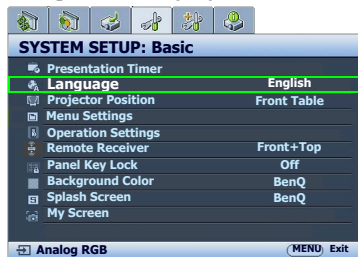 SYSTEM SETUP: Basic
Presentation Timer
Language English
Projector Position Front Table
Menu Settings
Operation Settings
Remote Receiver Front+Top
Panel Key Lock Off
Background Color BenQ
Splash Screen BenQ
My Screen
Analog RGB MENU Exit